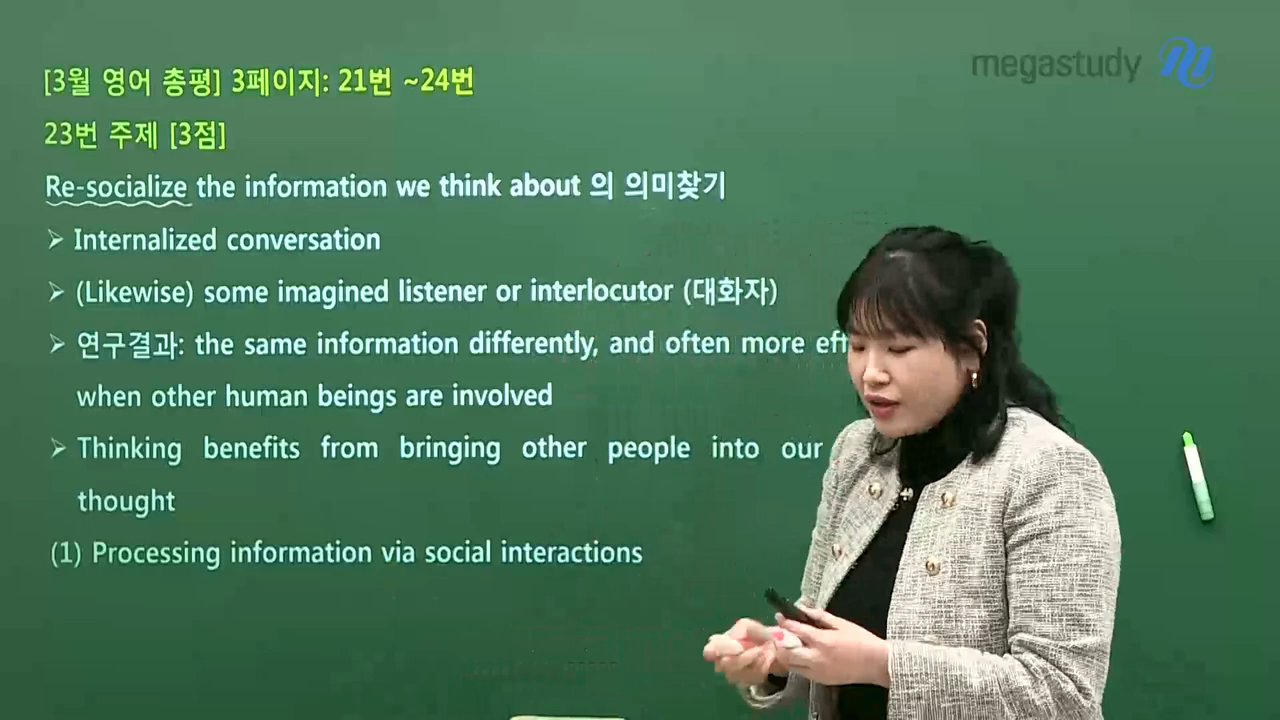 megastudy
[3월 영어 총평] 3페이지: 21번 ~24번
23번 주제 [3점]
Re-socialize the information we think about 의 의미찾기
➢ Internalized conversation
➢ (Likewise) some imagined listener or interlocutor (대화자)
➢ 연구결과: the same information differently, and often more
when other human beings are involved
➢ Thinking benefits from bringing other people into our
thought
(1) Processing information via social interactions